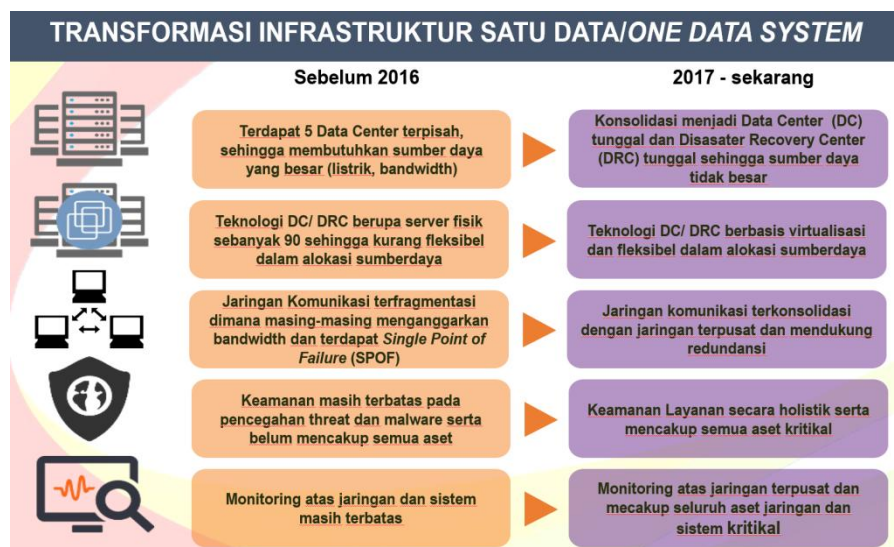 TRANSFORMASI INFRASTRUKTUR SATU DATA/ONE DATA SYSTEM
Sebelum 2016
2017 - sekarang
Terdapat 5 Data Center terpisah,
sehingga membutuhkan sumber daya
yang besar (listrik, bandwidth)
Konsolidasi menjadi Data Center (DC)
tunggal dan Disasater Recovery Center
(DRC) tunggal sehingga sumber daya
tidak besar
Teknologi DC/ DRC berupa server fisik
sebanyak 90 sehingga kurang fleksibel
dalam alokasi sumberdaya
Teknologi DC/ DRC berbasis virtualisasi
dan fleksibel dalam alokasi sumberdaya
Jaringan Komunikasi terfragmentasi
dimana masing-masing menganggarkan
bandwidth dan terdapat Single Point of
Failure (SPOF)
Jaringan komunikasi terkonsolidasi
dengan jaringan terpusat dan mendukung
redundansi
Keamanan masih terbatas pada
pencegahan threat dan malware serta
belum mencakup semua aset
Keamanan Layanan secara holistik serta
mencakup semua aset kritikal
Monitoring atas jaringan dan sistem
masih terbatas
Monitoring atas jaringan terpusat dan
mecakup seluruh aset jaringan dan
sistem kritikal